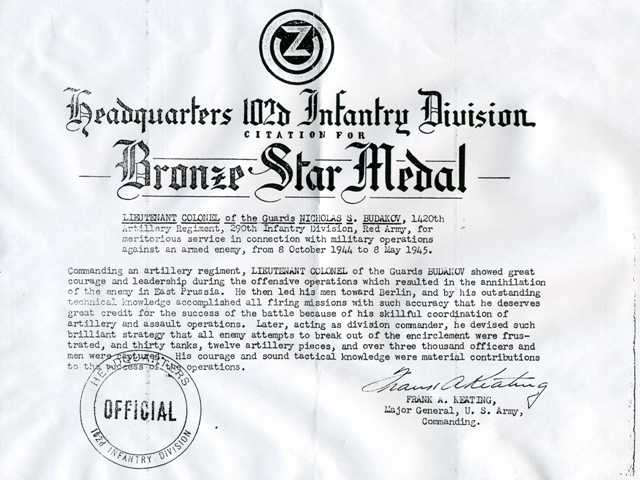 Z
Headquarters 102d Infantry Division
CITATION FOR
Bronze Star Medal
LIEUTENANT COLONEL of the Guards NICHOLAS S. BUDAKOV, 1420th
Artillery Regiment, 290th Infantry Division, Red Army, for
meritorious service in connection with military operations
against an armed enemy, from 8 October 1944 to 8 May 1945.
Commanding an artillery regiment, LIEUTENANT COLONEL of the Guards BUDAKOV showed great
courage and leadership during the offensive operations which resulted in the annihilation
of the enemy in East Prussia. He then led his men toward Berlin, and by his outstanding
technical knowledge accomplished all firing missions with such accuracy that he deserves
great credit for the success of the battle because of his skillful coordination of
artillery and assault operations. Later, acting as division commander, he devised such
brilliant strategy that all enemy attempts to break out of the encirclement were frus-
trated, and thirty tanks, twelve artillery pieces, and over three thousand officers and
men were captured. His courage and sound tactical knowledge were material contributions
to the success of the operations.
Frank A Keating
FRANK A. KEATING,
Major General, U. S. Army,
Commanding.
HEADQUARTERS
OFFICIAL
102d INFANTRY DIVISION